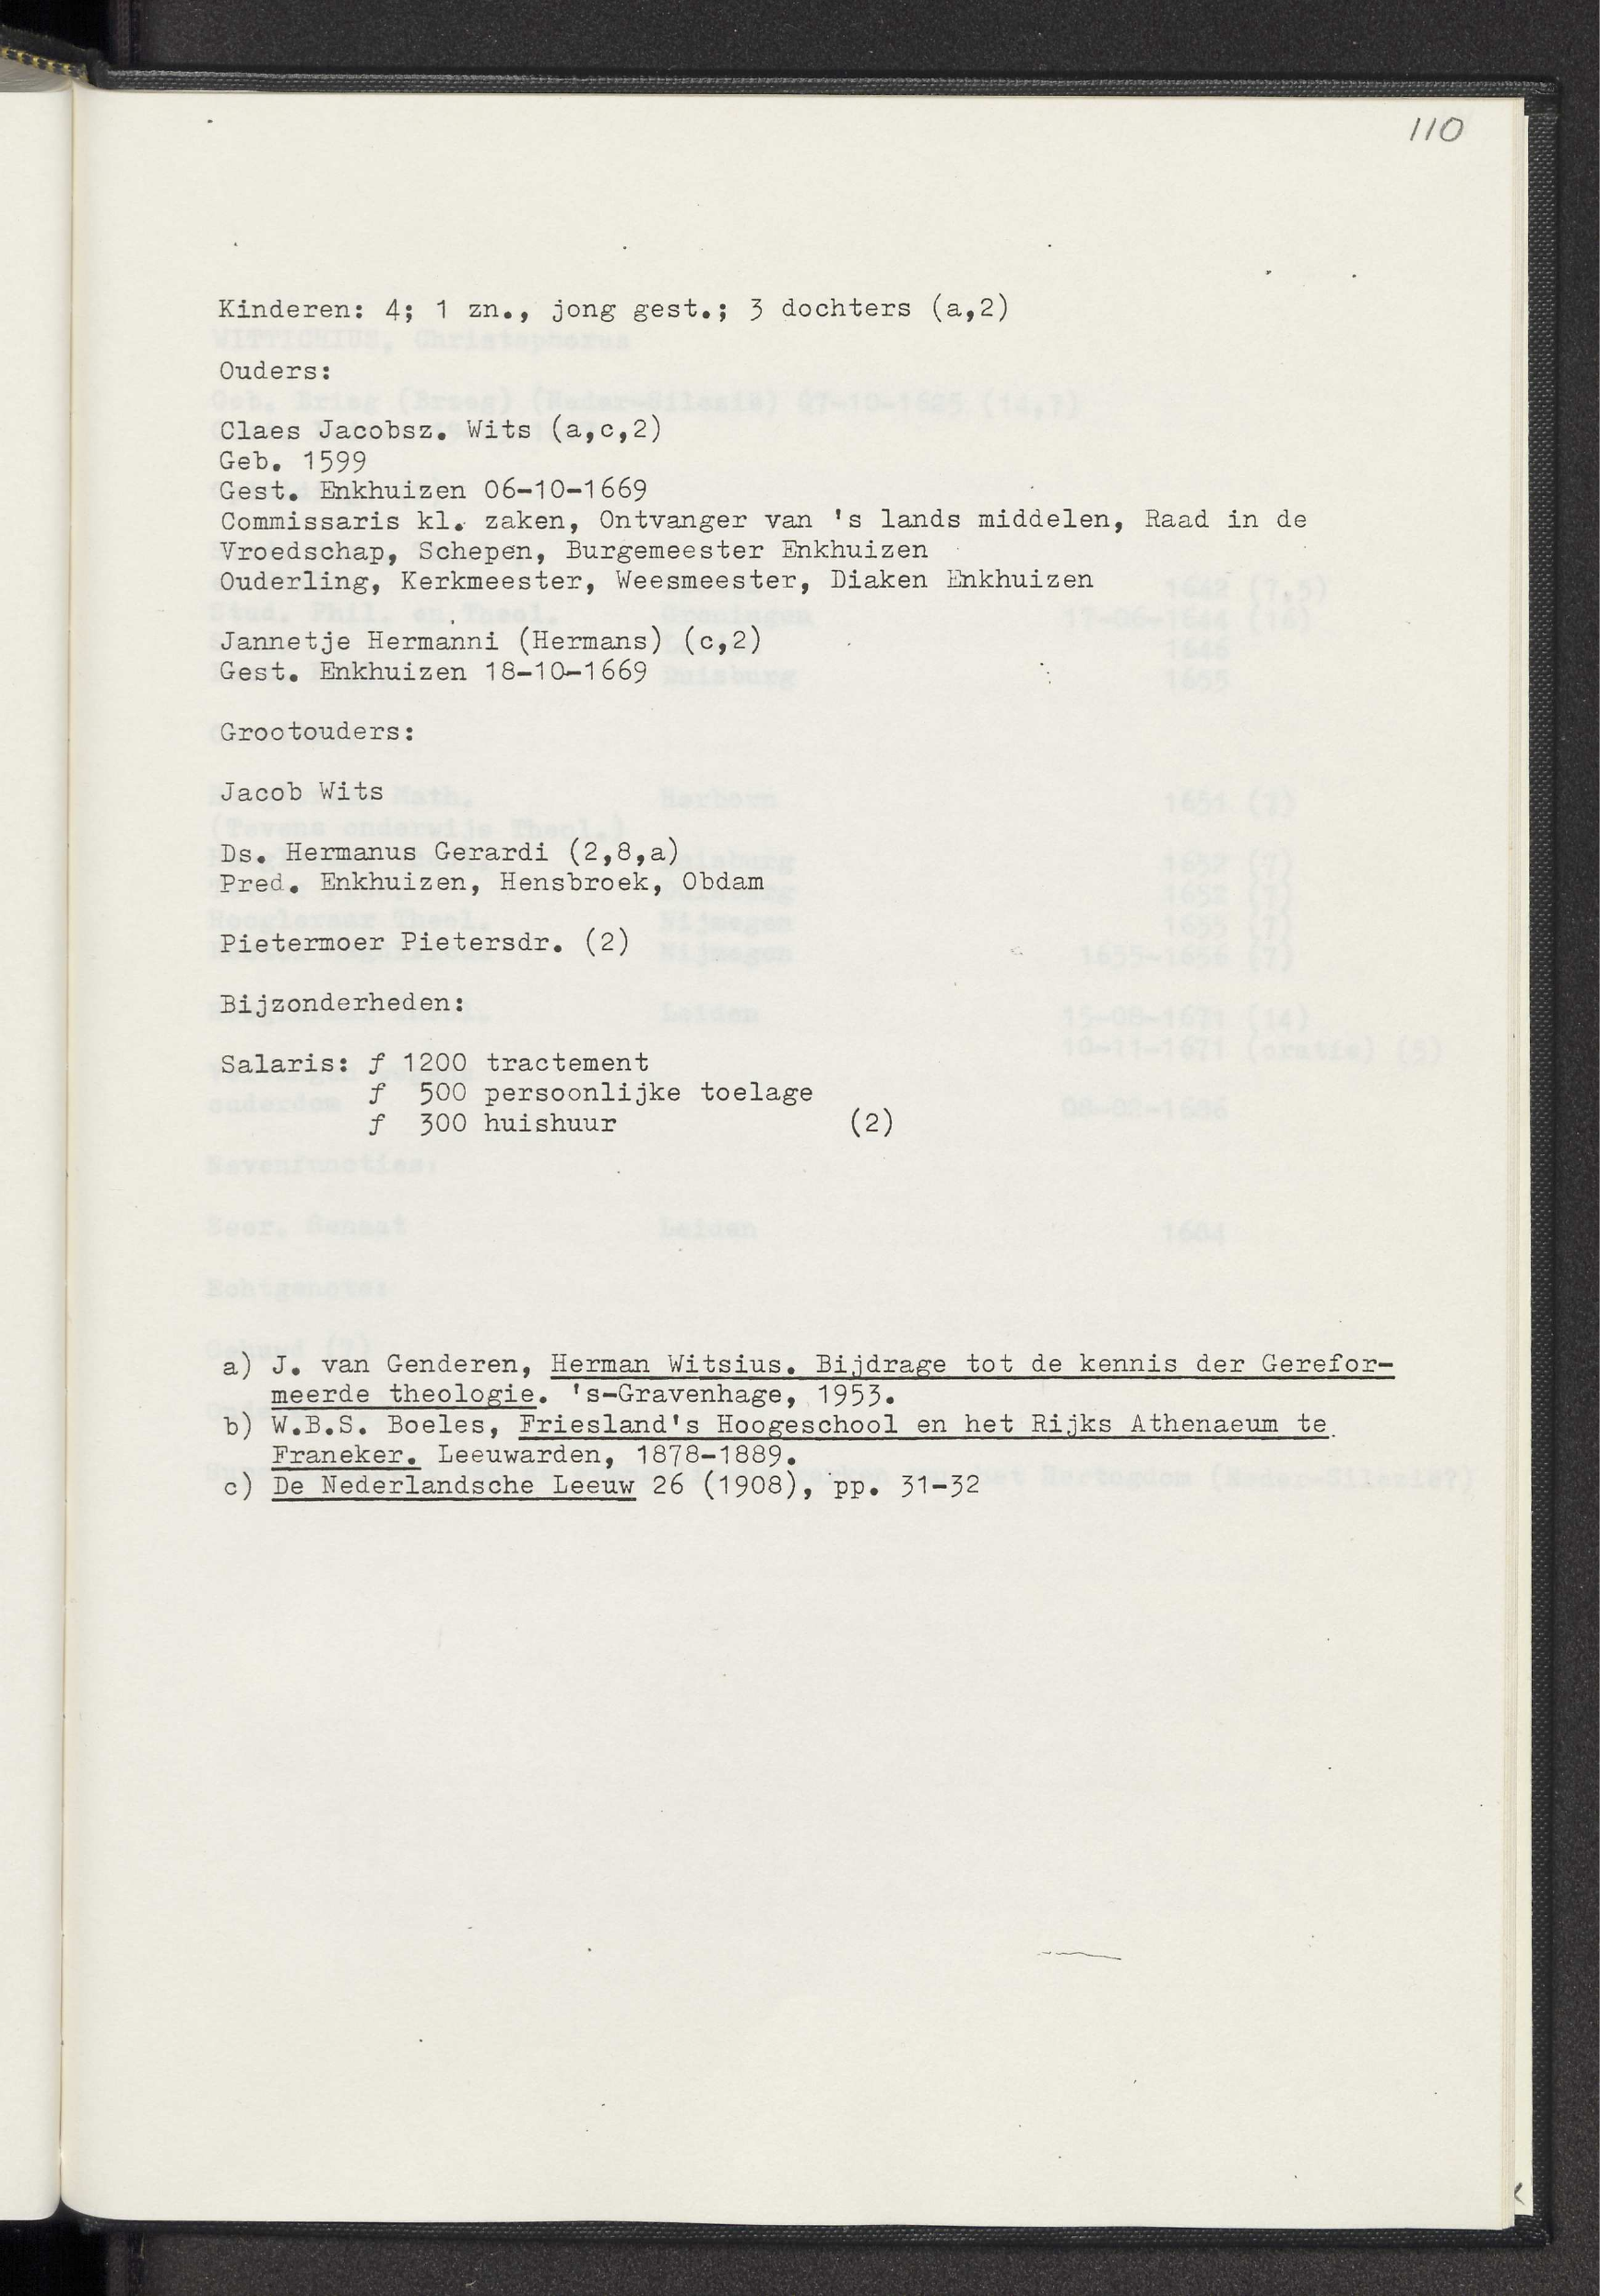 110
Kinderen: 4; 1 zn., jong gest.; 3 dochters (a,2)
Ouders:
Claes Jacobsz. Wits (a,c,2)
Geb. 1599
Gest. Enkhuizen 06-10-1669
Commissaris kl. zaken, Ontvanger van 's lands middelen, Raad in de
Vroedschap, Schepen, Burgemeester Enkhuizen
Ouderling, Kerkmeester, Weesmeester, Diaken Enkhuizen
Jannetje Hermanni (Hermans) (c,2)
Gest. Enkhuizen 18-10-1669
Grootouders:
Jacob Wits
Ds. Hermanus Gerardi (2,8,a)
Pred. Enkhuizen, Hensbroek, Obdam
Pietermoer Pietersdr. (2)
Bijzonderheden:
Salaris: ƒ 1200 tractement
ƒ 500 persoonlijke toelage
ƒ 300 huishuur (2)
a) J. van Genderen, Herman Witsius. Bijdrage tot de kennis der Gerefor-
meerde theologie. 's-Gravenhage, 1953.
b) W.B.S. Boeles, Friesland's Hoogeschool en het Rijks Athenaeum te
Franeker. Leeuwarden, 1878-1889.
c) De Nederlandsche Leeuw 26 (1908), pp. 31-32